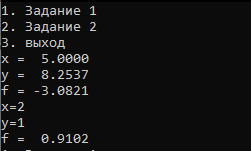 1. Задание 1
2. Задание 2
3. выход
x =  5.0000
y =  8.2537
f = -3.0821
x=2
y=1
f =  0.9102